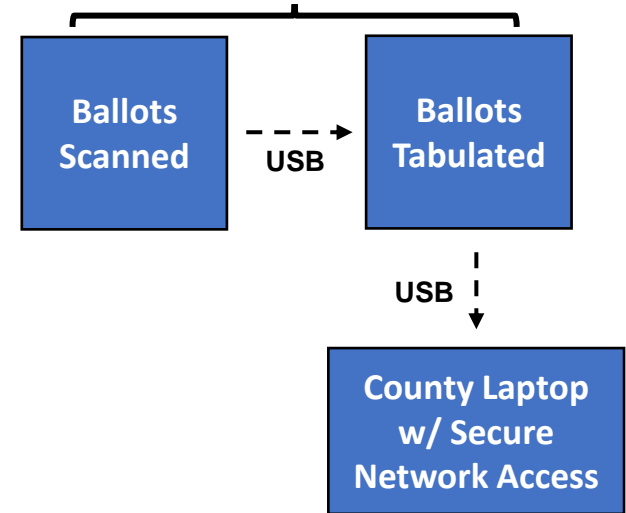 Ballots
Scanned
USB
Ballots
Tabulated
USB
County Laptop
w/ Secure
Network Access